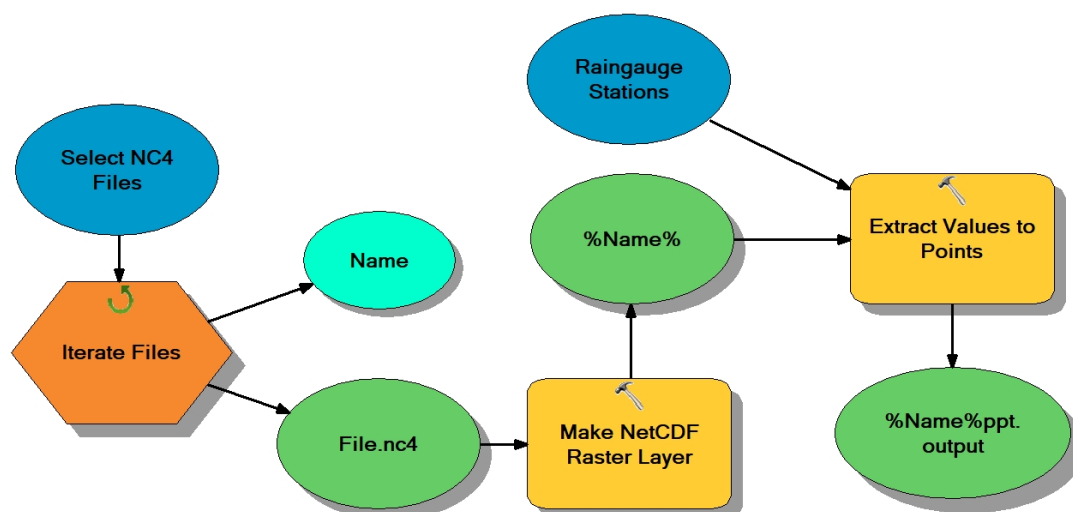 Raingauge
Stations
Select NC4
Files
%Name%
Extract Values to
Points
Name
Iterate Files
File.nc4
Make NetCDF
Raster Layer
%Name%ppt.
output